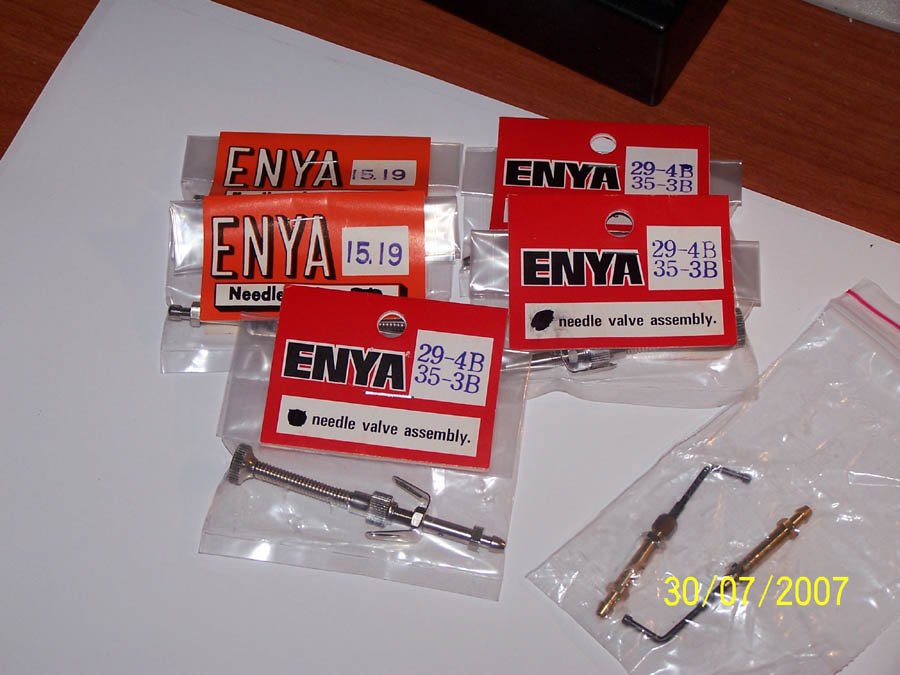 ENYA
15.19
ENYA
29-4B
35-3B
ENYA
15.19
Needle
ENYA
29-4B
35-3B
needle valve assembly.
ENYA
29-4B
35-3B
needle valve assembly.
30/07/2007